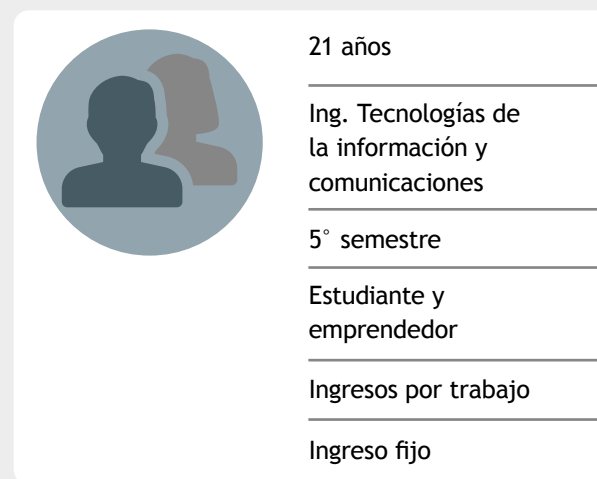 21 años
Ing. Tecnologías de
la información y
comunicaciones
5° semestre
Estudiante y
emprendedor
Ingresos por trabajo
Ingreso fijo